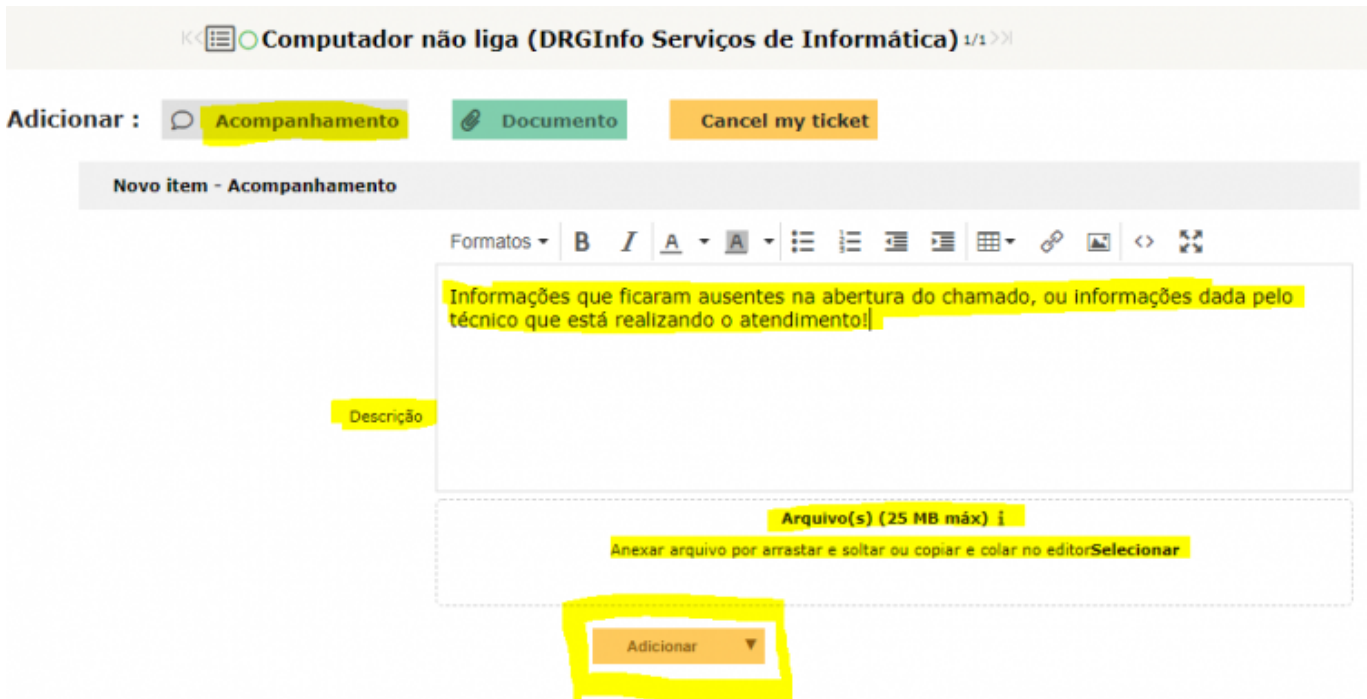 Computador não liga (DRGInfo Serviços de Informática) 1/1
Adicionar : Acompanhamento Documento Cancel my ticket
Novo item - Acompanhamento
Formatos B I A A
Informações que ficaram ausentes na abertura do chamado, ou informações dada pelo
técnico que está realizando o atendimento!
Descrição
Arquivo(s) (25 MB máx) i
Anexar arquivo por arrastar e soltar ou copiar e colar no editorSelecionar
Adicionar